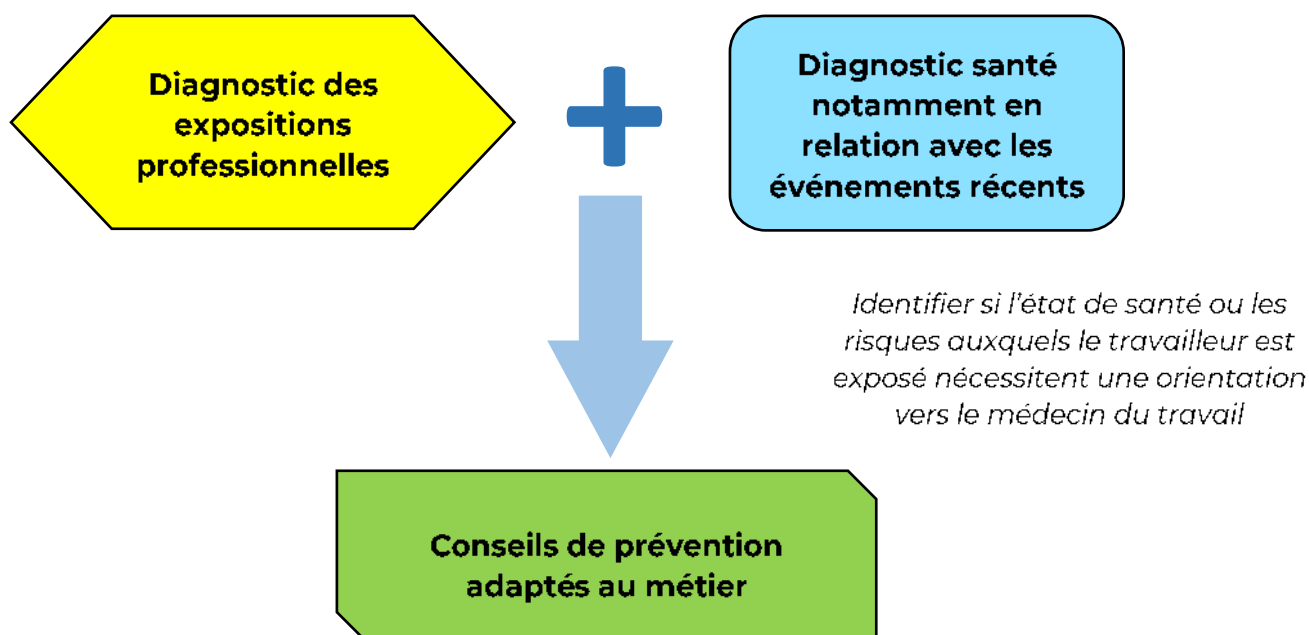 Diagnostic des
expositions
professionnelles
Diagnostic santé
notamment en
relation avec les
événements récents
Identifier si l'état de santé ou les
risques auxquels le travailleur est
exposé nécessitent une orientation
vers le médecin du travail
Conseils de prévention
adaptés au métier